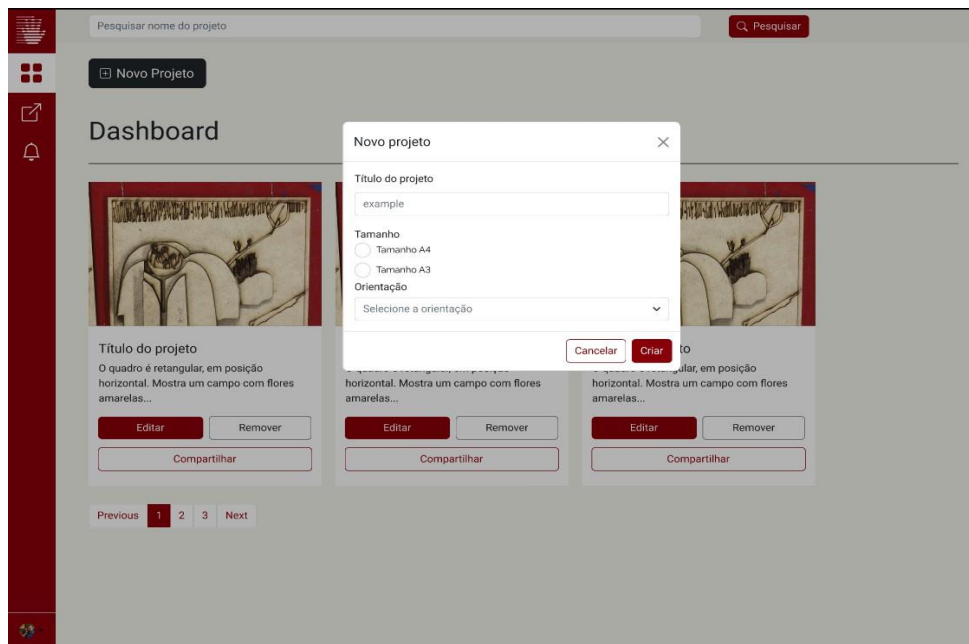 Pesquisar nome do projeto
Pesquisar
Novo Projeto
Dashboard
Novo projeto
Título do projeto
example
Tamanho
Tamanho A4
Tamanho A3
Orientação
Selecione a orientação
Cancelar
Criar
Título do projeto
O quadro é retangular, em posição
horizontal. Mostra um campo com flores
amarelas...
Editar
Remover
Compartilhar
horizontal. Mostra um campo com flores
amarelas...
Editar
Remover
Compartilhar
to
ular, em posição
horizontal. Mostra um campo com flores
amarelas...
Editar
Remover
Compartilhar
Previous 1 2 3 Next